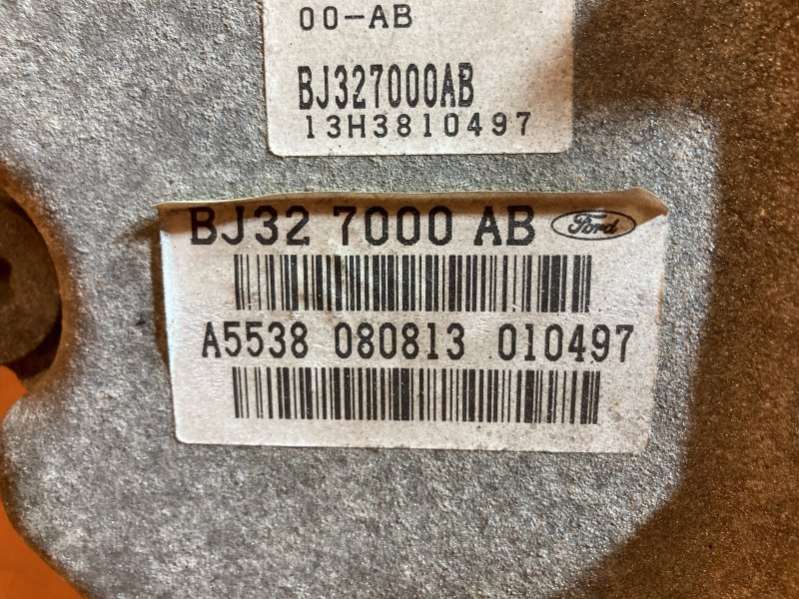 00-AB
BJ327000AB
13H3810497
BJ32 7000 AB Ford
A5538 080813 010497